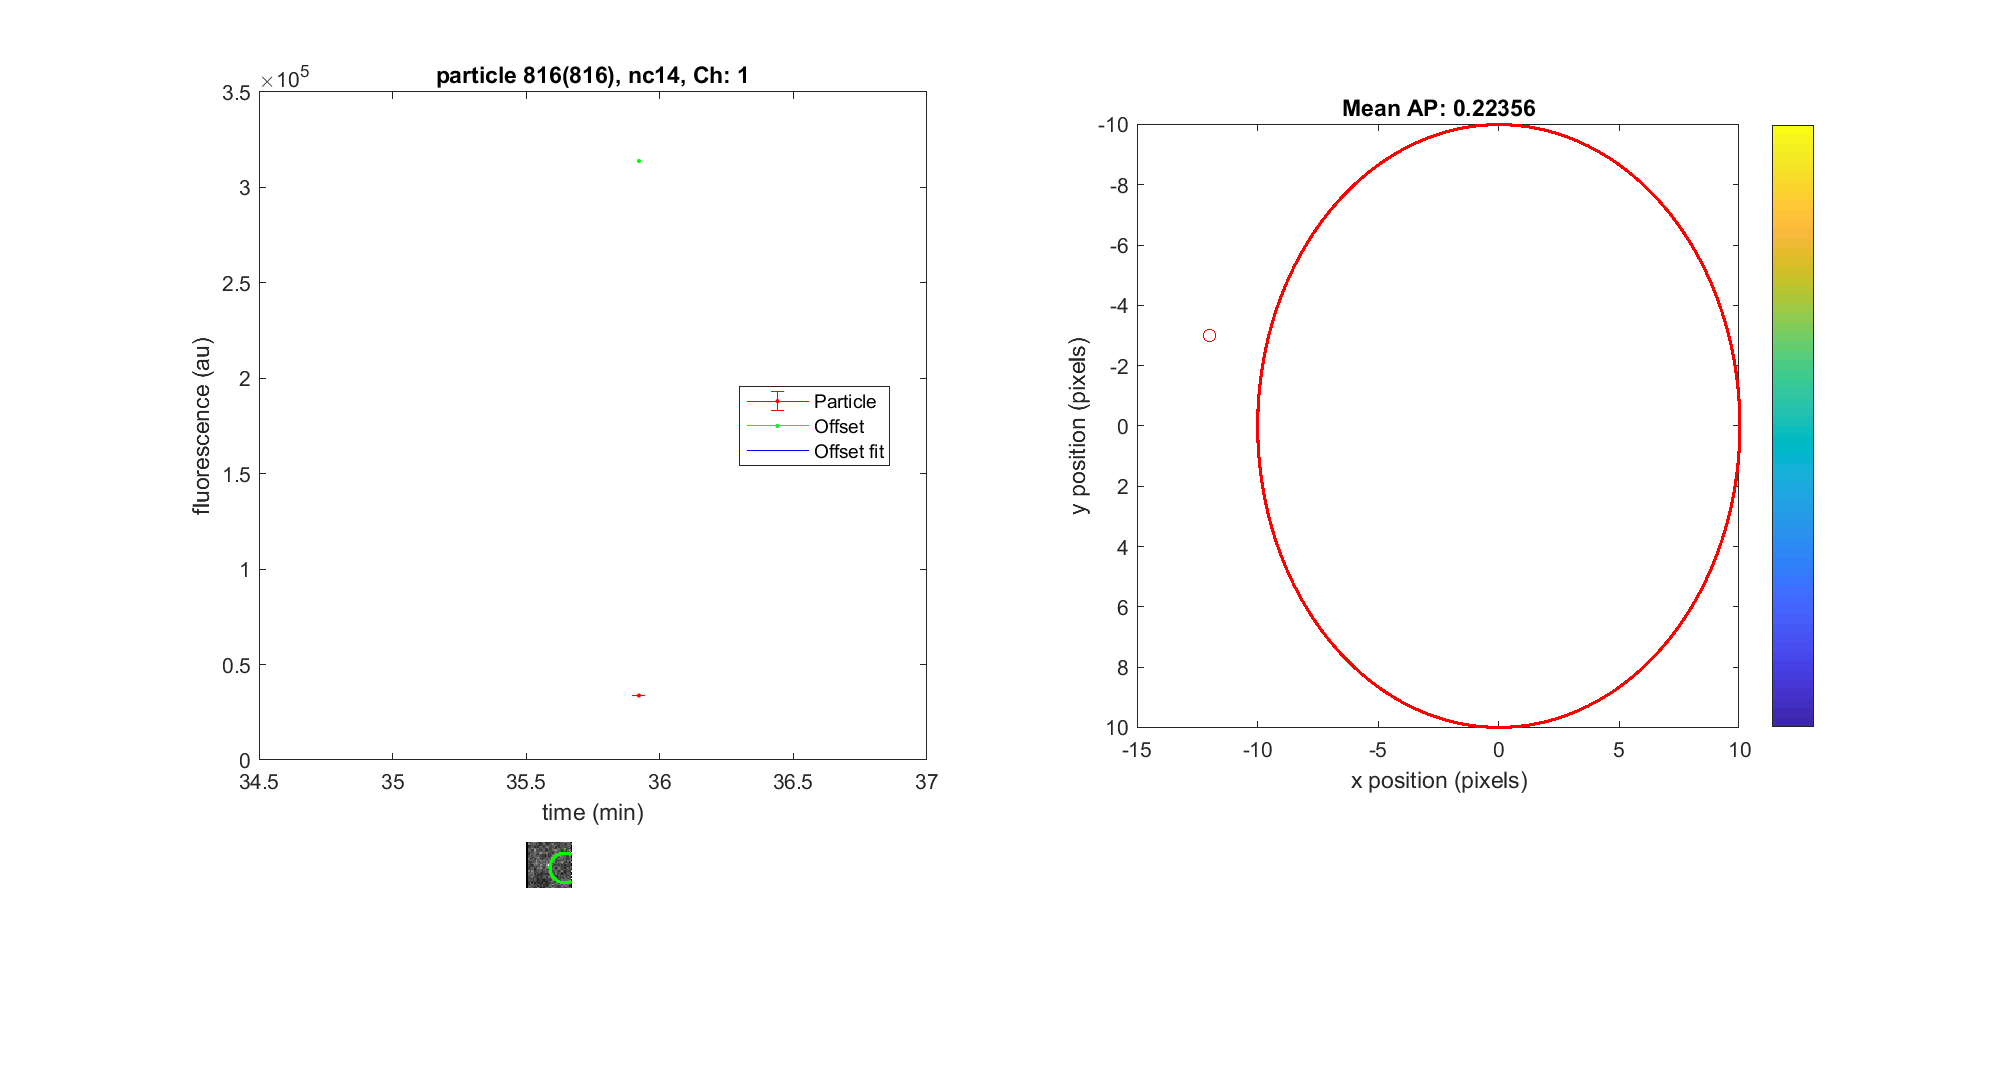 particle 816(816), nc14, Ch: 1
×10^5
3.5
3
2.5
2
1.5
1
0.5
0
fluorescence (au)
34.5 35 35.5 36 36.5 37
time (min)
Particle
Offset
Offset fit
Mean AP: 0.22356
-10
-8
-6
-4
-2
0
2
4
6
8
10
y position (pixels)
-15 -10 -5 0 5 10
x position (pixels)